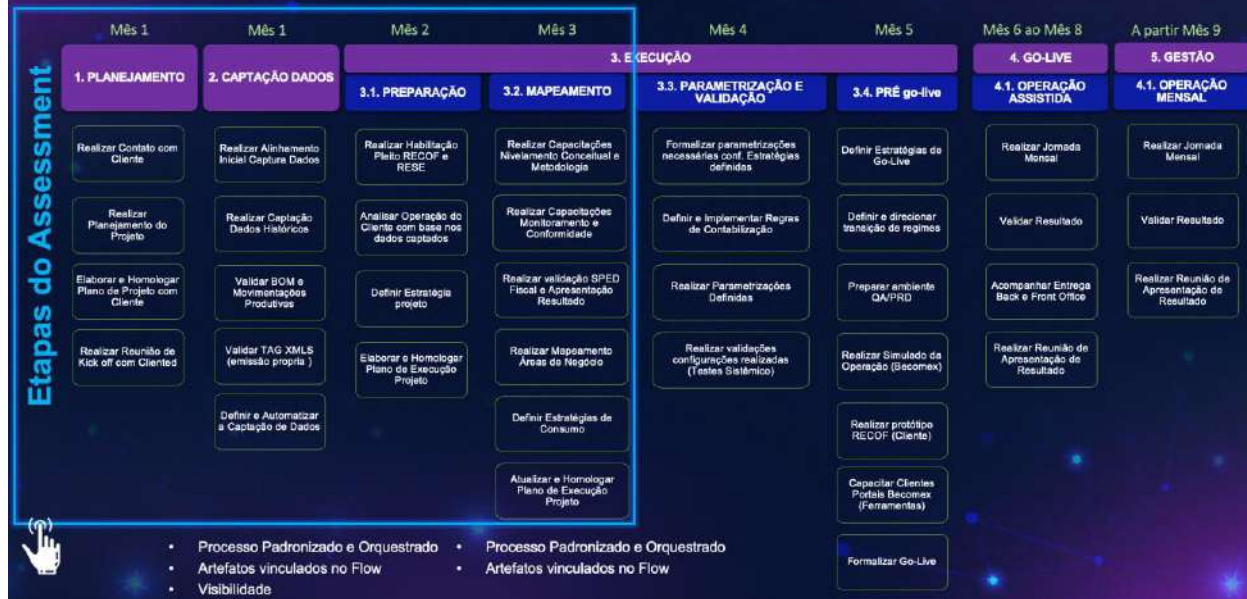 Etapas do Assessment
Mês 1
Mês 1
Mês 2
Mês 3
Mês 4
Mês 5
Mês 6 ao Mês 8
A partir Mês 9
1. PLANEJAMENTO
2. CAPTAÇÃO DADOS
3. EXECUÇÃO
4. GO-LIVE
5. GESTÃO
3.1. PREPARAÇÃO
3.2. MAPEAMENTO
3.3. PARAMETRIZAÇÃO E
VALIDAÇÃO
3.4. PRÉ go-live
4.1. OPERAÇÃO
ASSISTIDA
4.1. OPERAÇÃO
MENSAL
Realizar Contato com
Cliente
Realizar
Planejamento do
Projeto
Elaborar e Homologar
Plano de Projeto com
Cliente
Realizar Reunião de
Kick off com Cliented
Realizar Alinhamento
Inicial Captura Dados
Realizar Captação
Dados Históricos
Validar BOM e
Movimentações
Produtivas
Validar TAG XMLS
(emissão propria )
Definir e Automatizar
a Captação de Dados
Realizar Habilitação
Pleito RECOF e
RESE
Analisar Operação do
Cliente com base nos
dados captados
Definir Estratégia
projeto
Elaborar e Homologar
Plano de Execução
Projeto
Realizar Capacitações
Nivelamento Conceitual e
Metodologia
Realizar Capacitações
Monitoramento e
Conformidade
Realizar validação SPED
Fiscal e Apresentação
Resultado
Realizar Mapeamento
Áreas de Negócio
Definir Estratégias de
Consumo
Atualizar e Homologar
Plano de Execução
Projeto
Formalizar parametrizações
necessárias conf. Estratégias
definidas
Definir e Implementar Regras
de Contabilização
Realizar Parametrizações
Definidas
Realizar validações
configurações realizadas
(Testes Sistêmico)
Definir Estratégias de
Go-Live
Definir e direcionar
transição de regimes
Preparar ambiente
QA/PRD
Realizar Simulado da
Operação (Becomex)
Realizar protótipo
RECOF (Cliente)
Capacitar Clientes
Portais Becomex
(Ferramentas)
Formalizar Go-Live
Realizar Jornada
Mensal
Validar Resultado
Acompanhar Entrega
Back e Front Office
Realizar Reunião de
Apresentação de
Resultado
Realizar Jornada
Mensal
Validar Resultado
Realizar Reunião de
Apresentação de
Resultado
• Processo Padronizado e Orquestrado
• Artefatos vinculados no Flow
• Visibilidade
• Processo Padronizado e Orquestrado
• Artefatos vinculados no Flow